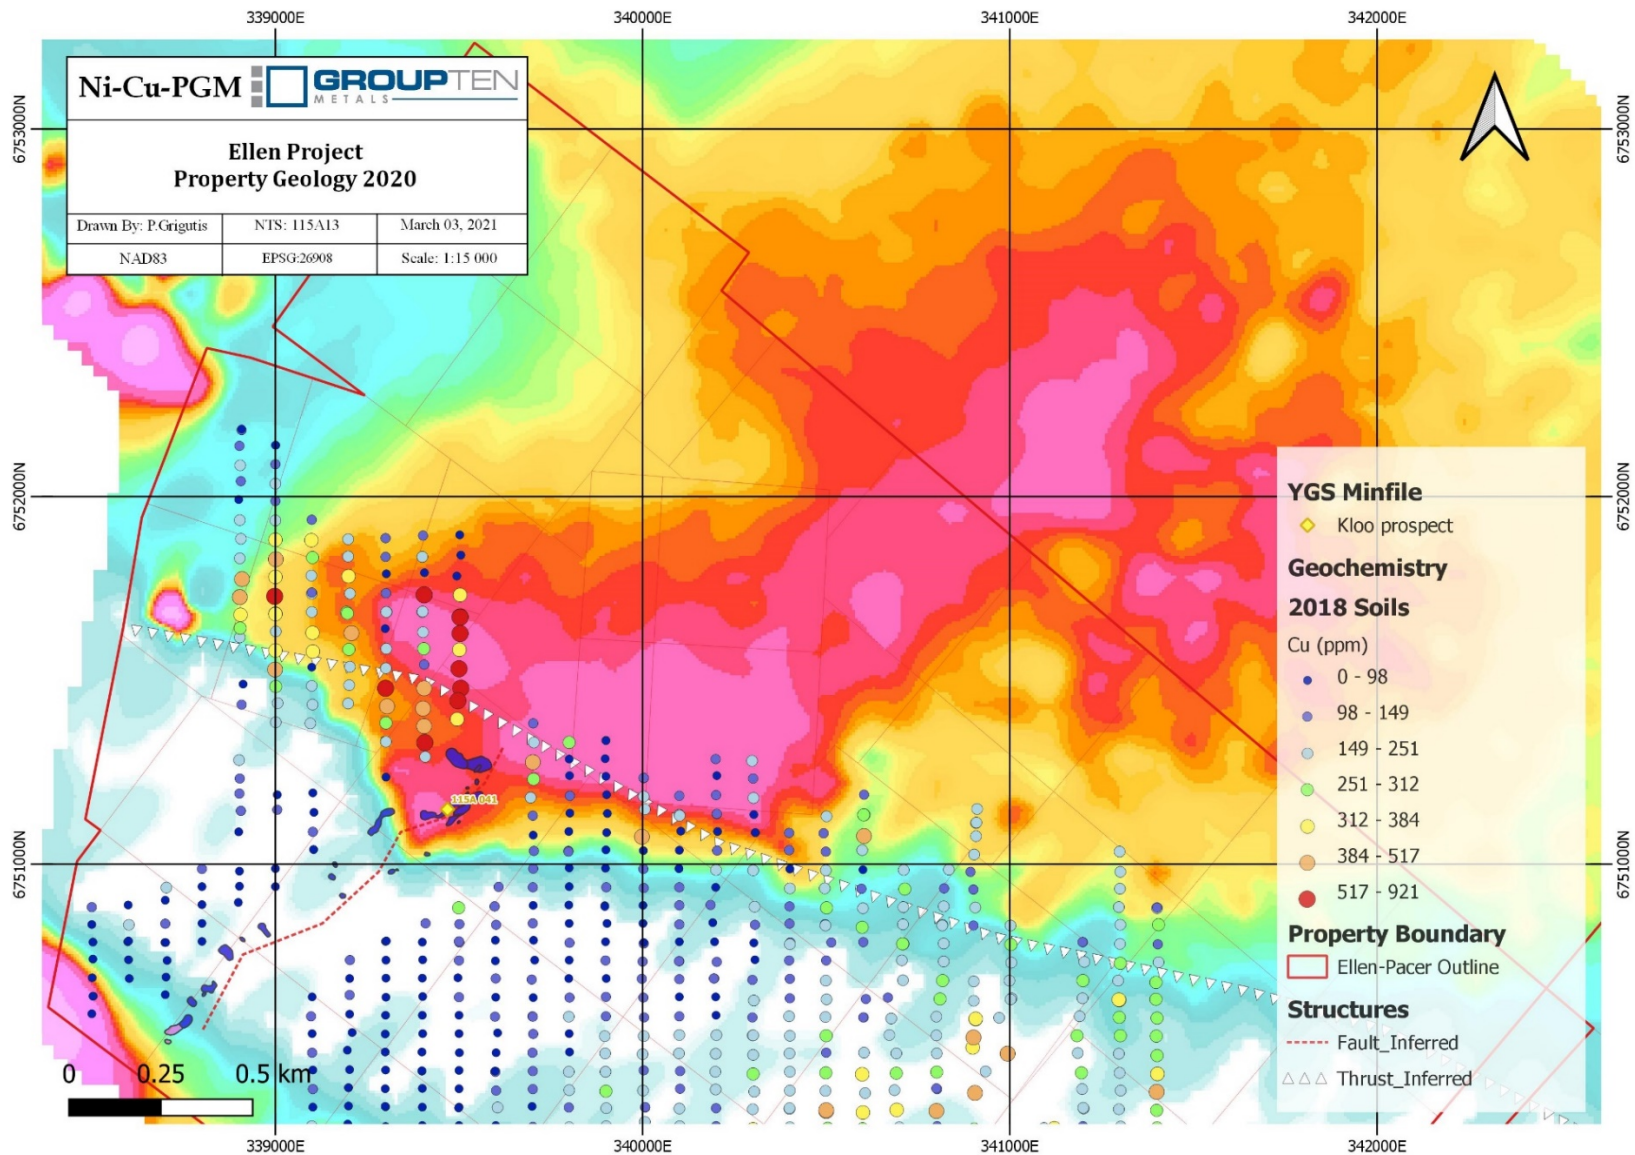 339000E
340000E
341000E
342000E
Ni-Cu-PGM GROUPTEN
METALS
Ellen Project
Property Geology 2020
Drawn By: P.Grigutis NTS: 115A13 March 03, 2021
NAD83 EPSG:26908 Scale: 1:15 000
6753000N
6753000N
6752000N
6752000N
6751000N
6751000N
115A 041
YGS Minfile
Kloo prospect
Geochemistry
2018 Soils
Cu (ppm)
0 - 98
98 - 149
149 - 251
251 - 312
312 - 384
384 - 517
517 - 921
Property Boundary
Ellen-Pacer Outline
Structures
Fault_Inferred
Thrust_Inferred
0 0.25 0.5 km
339000E
340000E
341000E
342000E